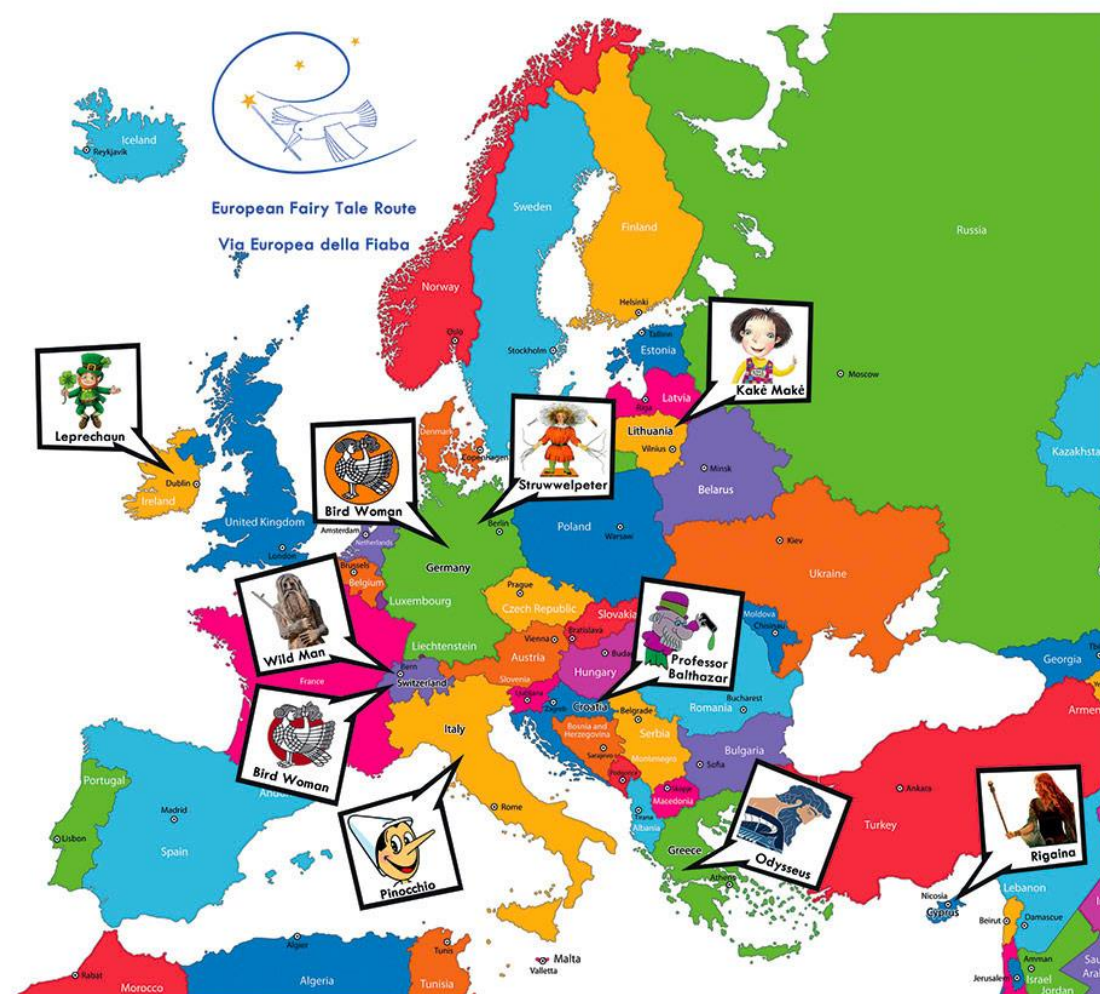 Iceland
Reykjavik
European Fairy Tale Route
Via Europea della Fiaba
Sweden
Finland
Russia
Norway
Helsinki
Oslo
Tallinn
Stockholm
Estonia
Moscow
Kakė Makė
Latvia
Riga
Leprechaun
Lithuania
Denmark
Vilnius
Copenhagen
Kazakhsta
Minsk
Dublin
Struwwelpeter
Belarus
Ireland
Bird Woman
United Kingdom
Berlin
Poland
Amsterdam
Warsaw
Netherlands
Kiev
London
Brussels
Germany
Ukraine
Belgium
Prague
Luxembourg
Czech Republic
Slovakia
Moldova
Chisinau
Bratislava
Vienna
Liechtenstein
Wild Man
Austria
Buda
Professor
Balthazar
Georgia
Bern
Hungary
Switzerland
France
Slovenia
Ljubljana
Bucharest
Zagreb
Croatia
Belgrade
Romania
Armen
Italy
Bosnia and
Herzegovina
Serbia
Sarajevo
Bulgaria
Montenegro
Sofia
Bird Woman
Portugal
Skopje
Ankara
Macedonia
Madrid
Rome
Tirana
Turkey
Albania
Lisbon
Spain
Greece
Odysseus
Rigaina
Pinocchio
Athens
Lebanon
Nicosia
Cyprus
Beirut
Damascue
Algier
Tunis
Malta
Valletta
Amman
Rabat
Jerusalem
Israel
Algeria
Tunisia
Morocco
Jordan